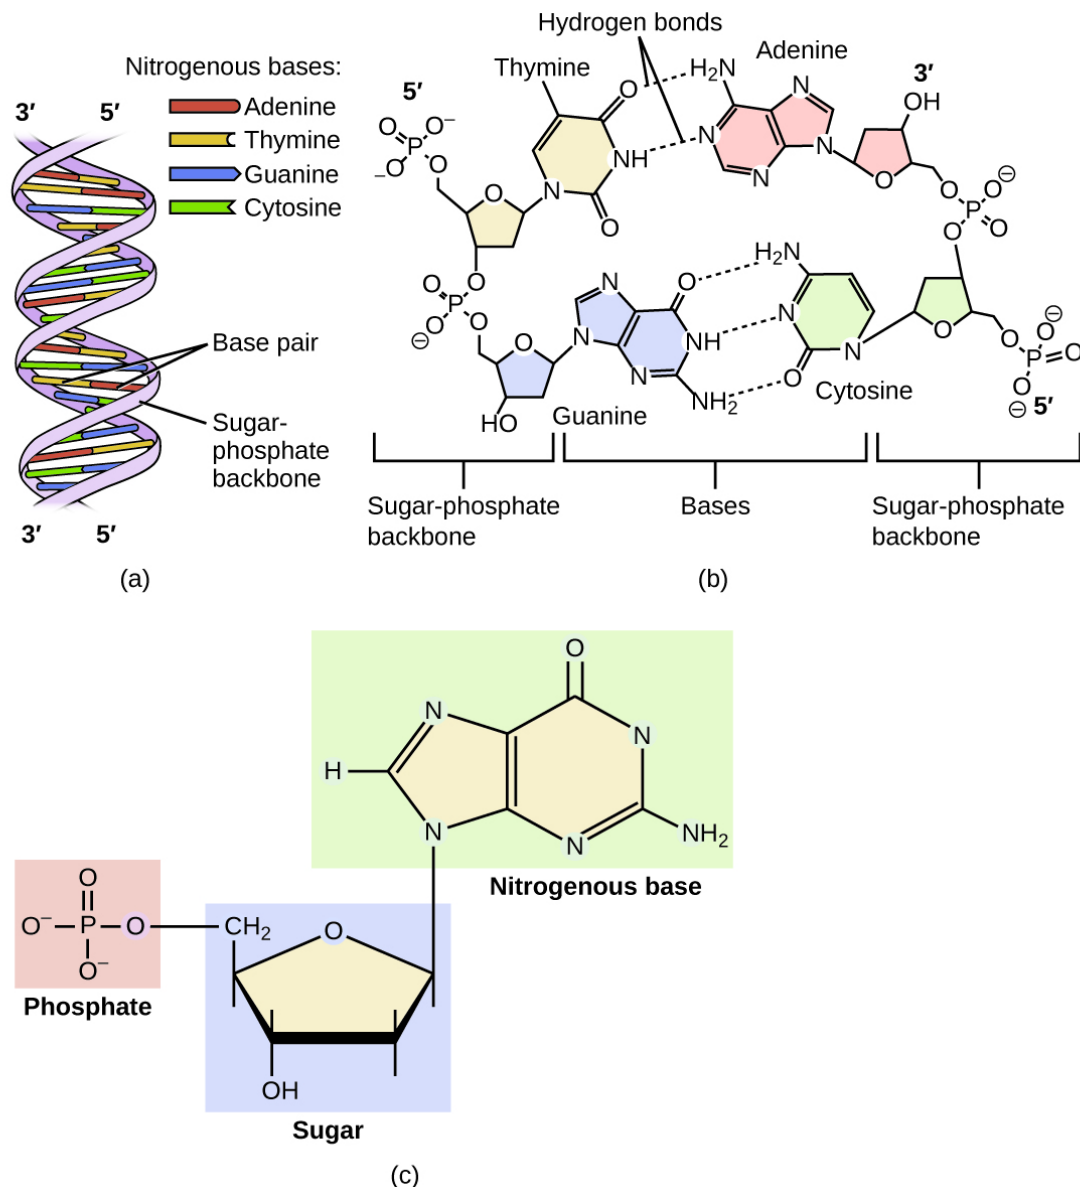 Nitrogenous bases:
3′ 5′
Adenine
Thymine
Guanine
Cytosine
Base pair
Sugar-
phosphate
backbone
3′ 5′
(a)
Hydrogen bonds
Thymine
Adenine
5′
3′
O
H₂N
N
OH
O
O⁻
P
⁻O
O
NH
N
N
N
N
O
N
O
O
O
O
⊖
P
O
O
O
O
P
O
O
⊖
O
N
O
H₂N
N
NH
N
N
N
O
O
P
O
O
⊖
⊖
5′
O
N
NH₂
O
HO
Guanine
Cytosine
Sugar-phosphate
backbone
Bases
Sugar-phosphate
backbone
(b)
O
N
N
H
N
N
NH₂
Nitrogenous base
O
O⁻
P
O
CH₂
O
O⁻
Phosphate
OH
Sugar
(c)